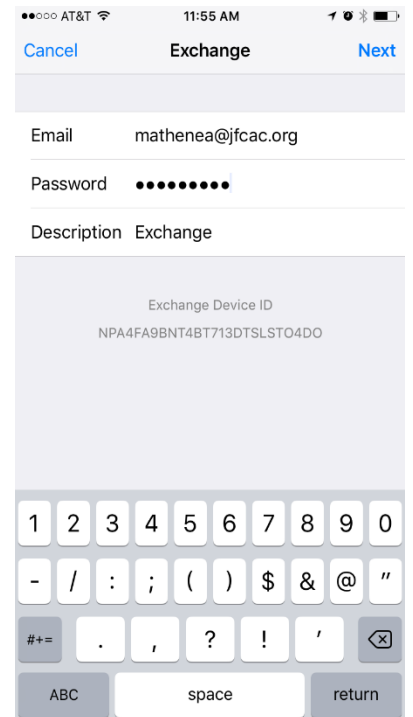 AT&T 11:55 AM
Cancel Exchange Next
Email mathenea@jfcac.org
Password ●●●●●●●●●
Description Exchange
Exchange Device ID
NPA4FA9BNT4BT713DTSLSTO4DO
1 2 3 4 5 6 7 8 9 0
- / : ; ( ) $ & @ "
#+= . , ? ! '
ABC space return